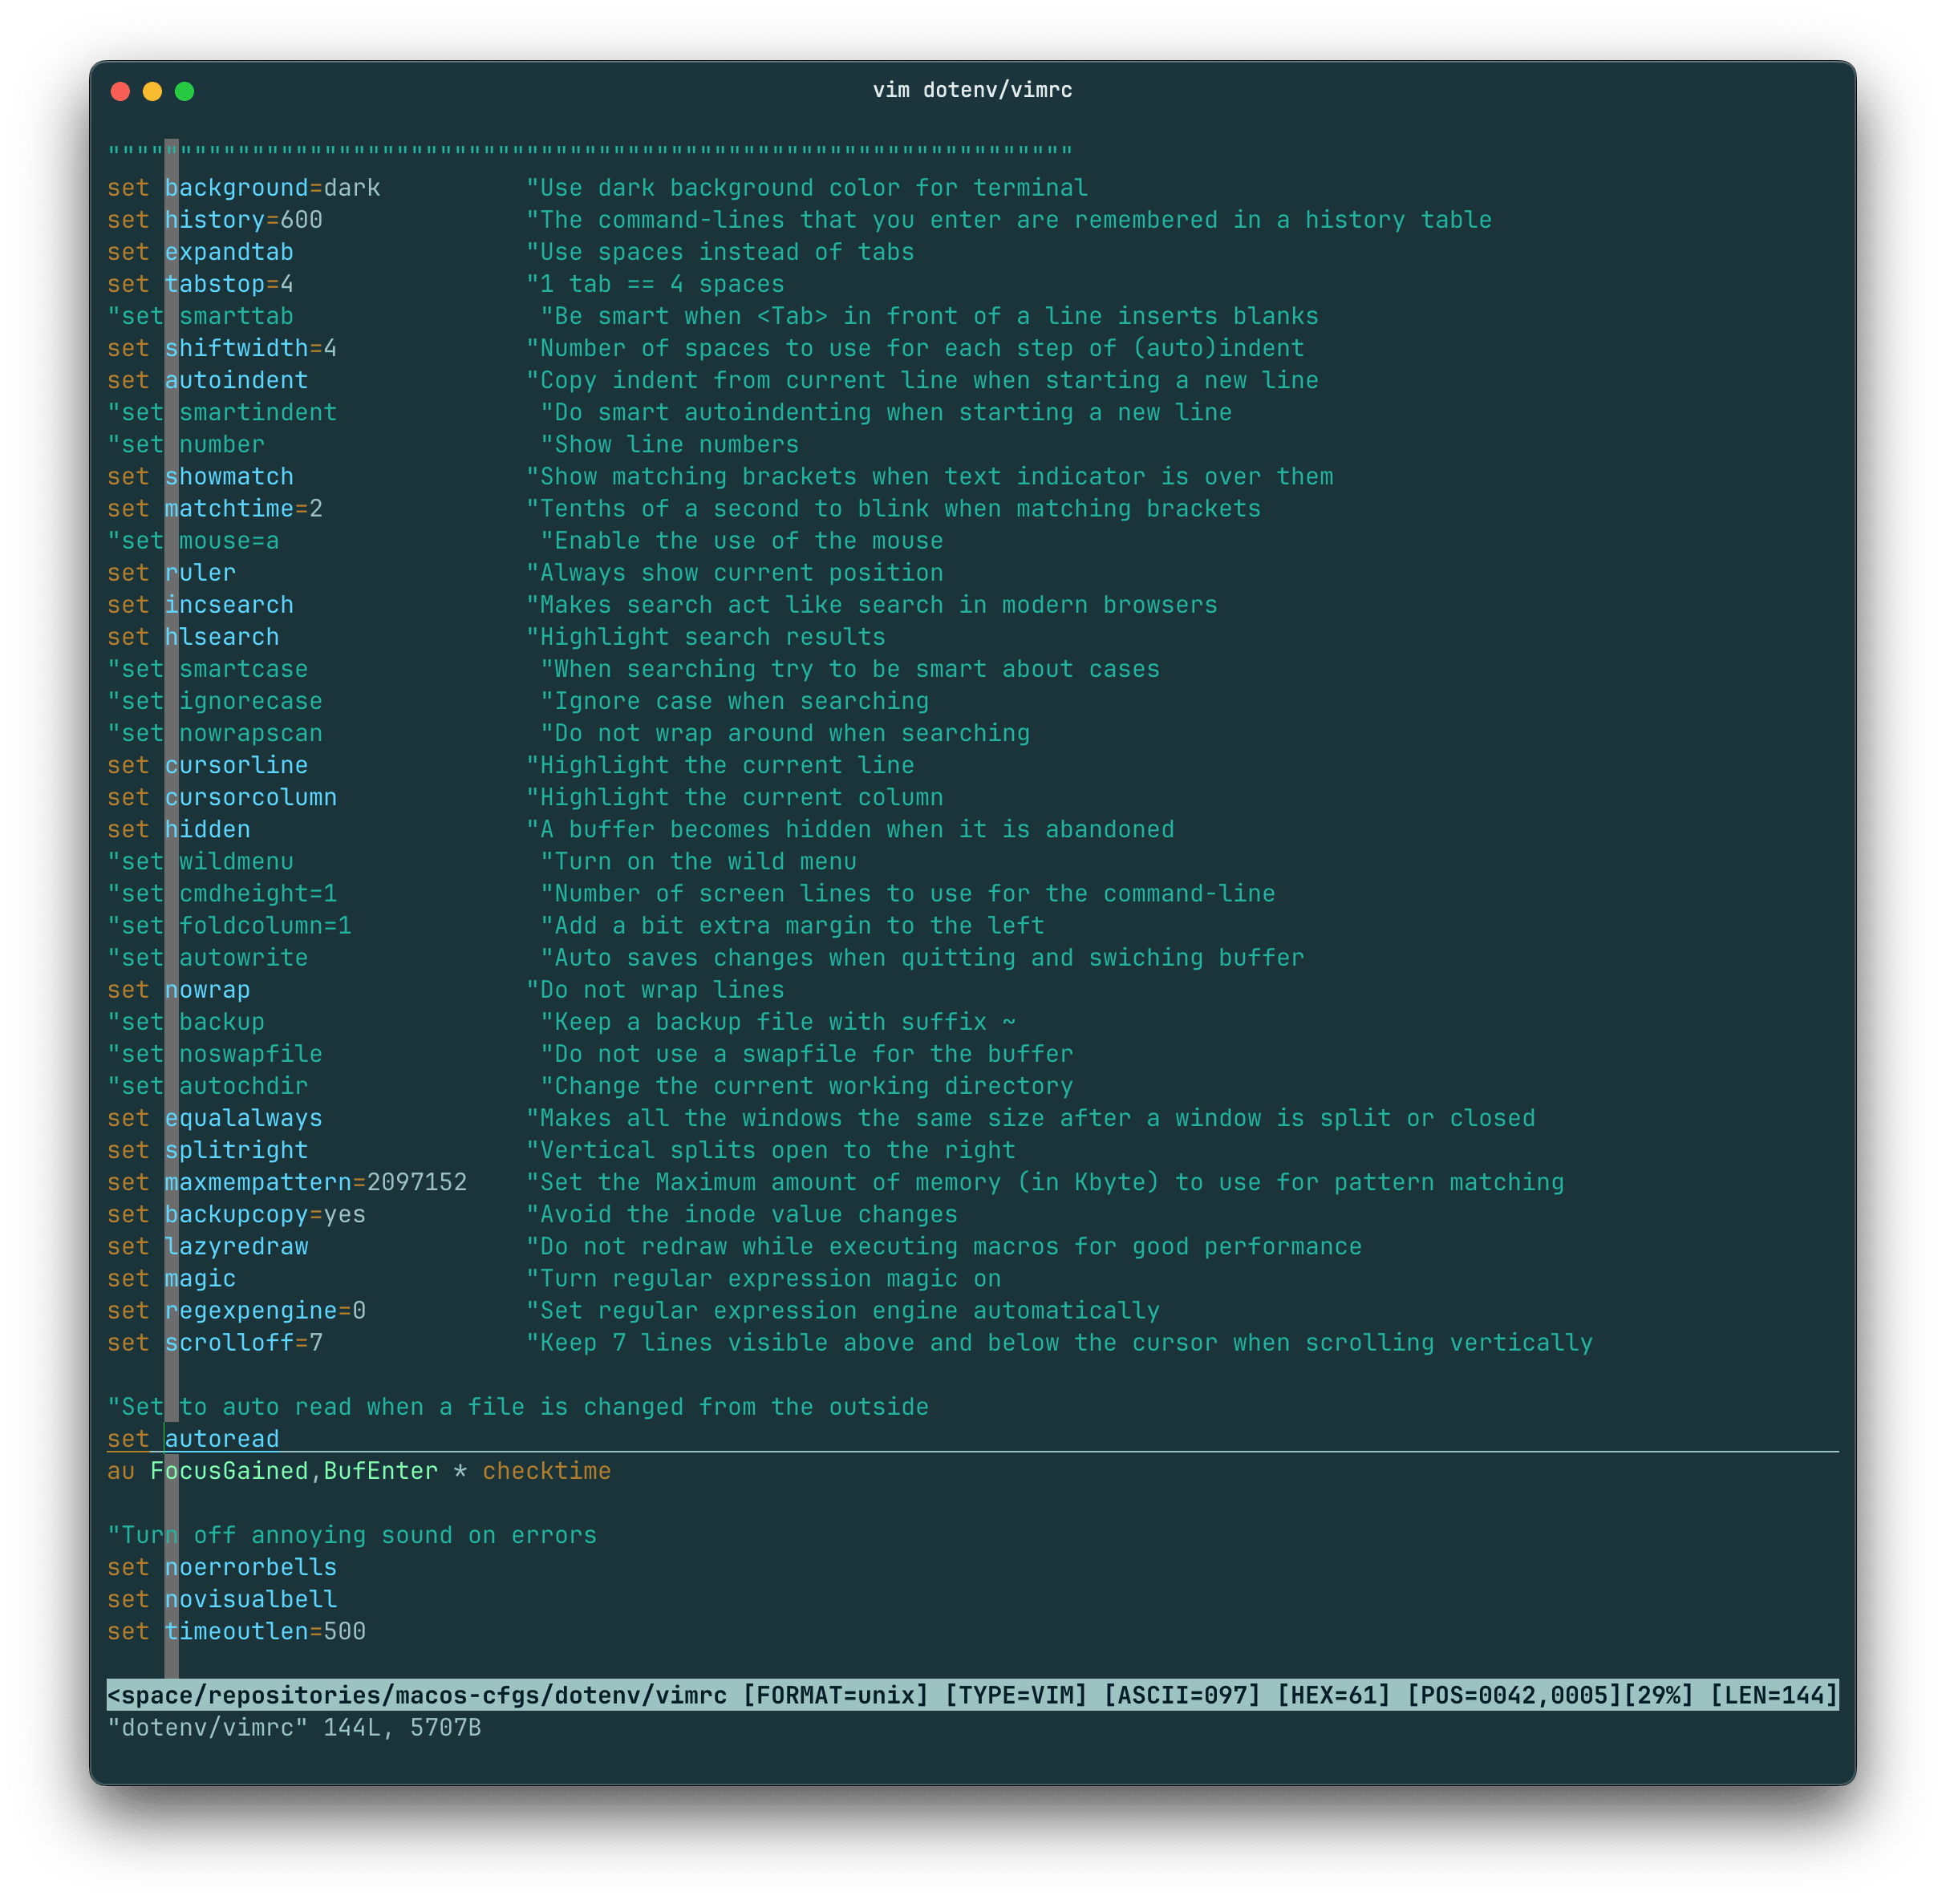 vim dotenv/vimrc
"""""""""""""""""""""""""""""""""""""""""""""""""""""""""""""""""""
set background=dark          "Use dark background color for terminal
set history=600              "The command-lines that you enter are remembered in a history table
set expandtab                "Use spaces instead of tabs
set tabstop=4                "1 tab == 4 spaces
"set smarttab                 "Be smart when <Tab> in front of a line inserts blanks
set shiftwidth=4             "Number of spaces to use for each step of (auto)indent
set autoindent               "Copy indent from current line when starting a new line
"set smartindent              "Do smart autoindenting when starting a new line
"set number                   "Show line numbers
set showmatch                "Show matching brackets when text indicator is over them
set matchtime=2              "Tenths of a second to blink when matching brackets
"set mouse=a                  "Enable the use of the mouse
set ruler                    "Always show current position
set incsearch                "Makes search act like search in modern browsers
set hlsearch                 "Highlight search results
"set smartcase                "When searching try to be smart about cases
"set ignorecase               "Ignore case when searching
"set nowrapscan               "Do not wrap around when searching
set cursorline               "Highlight the current line
set cursorcolumn             "Highlight the current column
set hidden                   "A buffer becomes hidden when it is abandoned
"set wildmenu                 "Turn on the wild menu
"set cmdheight=1              "Number of screen lines to use for the command-line
"set foldcolumn=1             "Add a bit extra margin to the left
"set autowrite                "Auto saves changes when quitting and swiching buffer
set nowrap                   "Do not wrap lines
"set backup                   "Keep a backup file with suffix ~
"set noswapfile               "Do not use a swapfile for the buffer
"set autochdir                "Change the current working directory
set equalalways              "Makes all the windows the same size after a window is split or closed
set splitright               "Vertical splits open to the right
set maxmempattern=2097152    "Set the Maximum amount of memory (in Kbyte) to use for pattern matching
set backupcopy=yes           "Avoid the inode value changes
set lazyredraw               "Do not redraw while executing macros for good performance
set magic                    "Turn regular expression magic on
set regexpengine=0           "Set regular expression engine automatically
set scrolloff=7              "Keep 7 lines visible above and below the cursor when scrolling vertically
"Set to auto read when a file is changed from the outside
set autoread
au FocusGained,BufEnter * checktime
"Turn off annoying sound on errors
set noerrorbells
set novisualbell
set timeoutlen=500
<space/repositories/macos-cfgs/dotenv/vimrc [FORMAT=unix] [TYPE=VIM] [ASCII=097] [HEX=61] [POS=0042,0005][29%] [LEN=144]
"dotenv/vimrc" 144L, 5707B